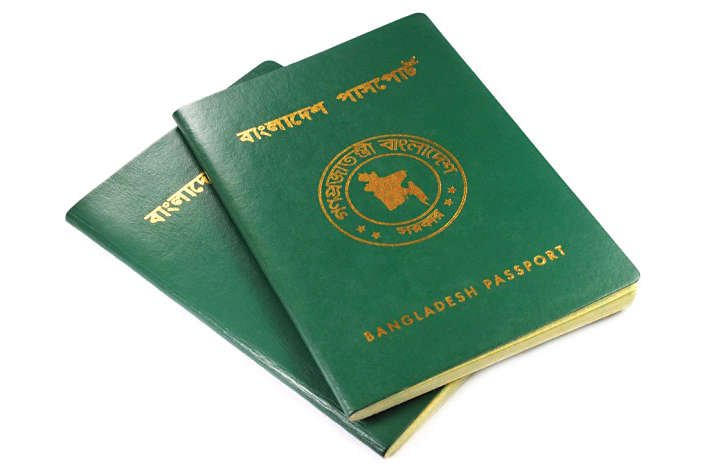 বাংলাদেশ পাসপোর্ট
গণপ্রজাতন্ত্রী বাংলাদেশ
সরকার
BANGLADESH PASSPORT
বাংলাদেশ